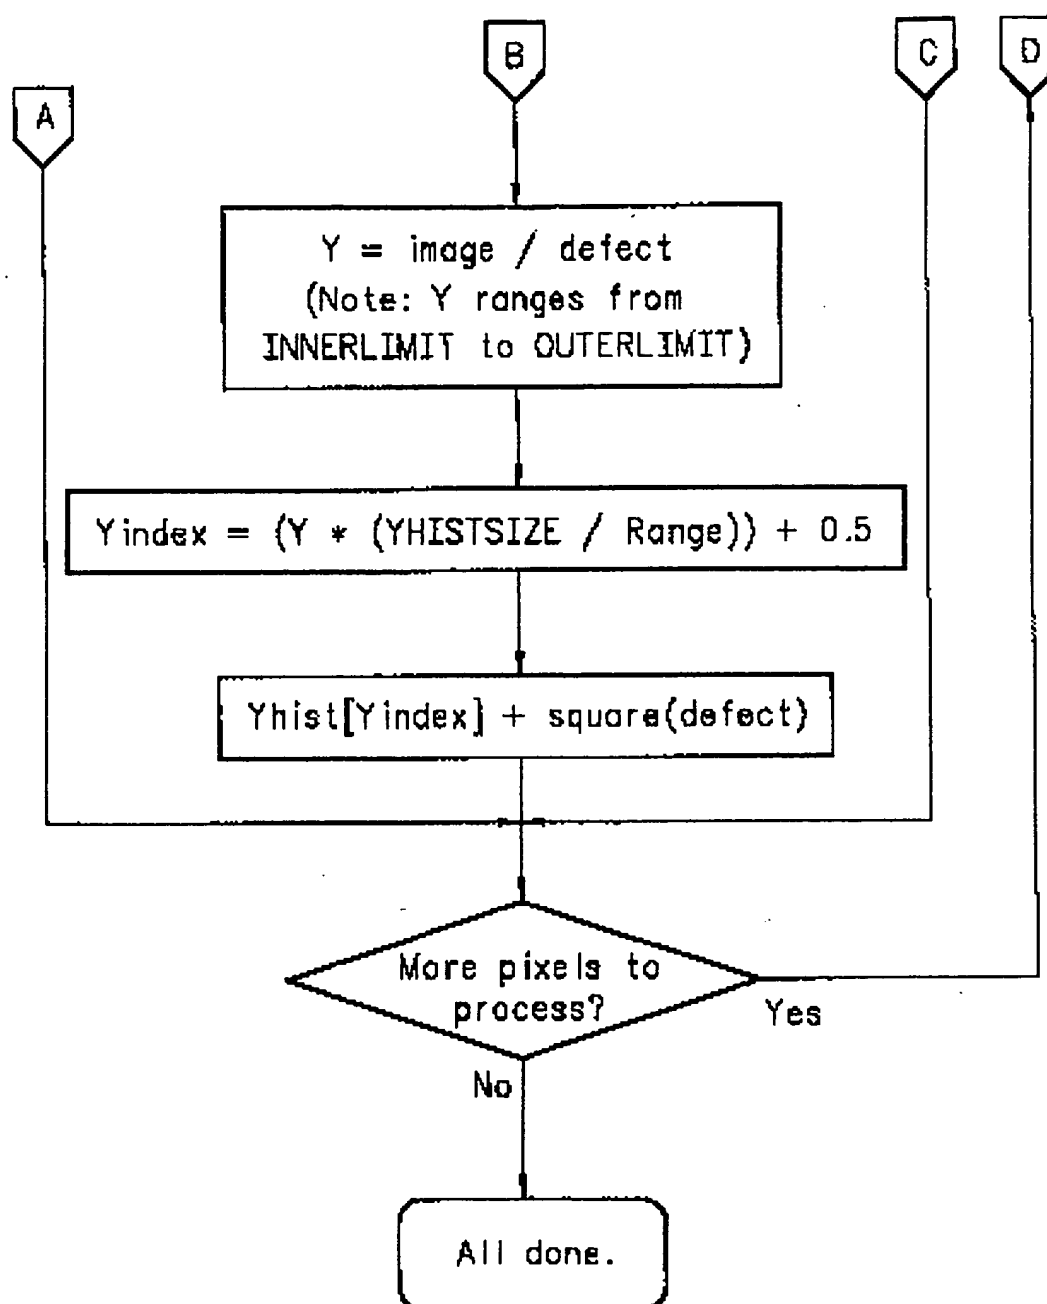 B
C
D
A
Y = image / defect
(Note: Y ranges from
INNERLIMIT to OUTERLIMIT)
Yindex = (Y * (YHISTSIZE / Range)) + 0.5
Yhist[Yindex] + square(defect)
More pixels to
process?
Yes
No
All done.